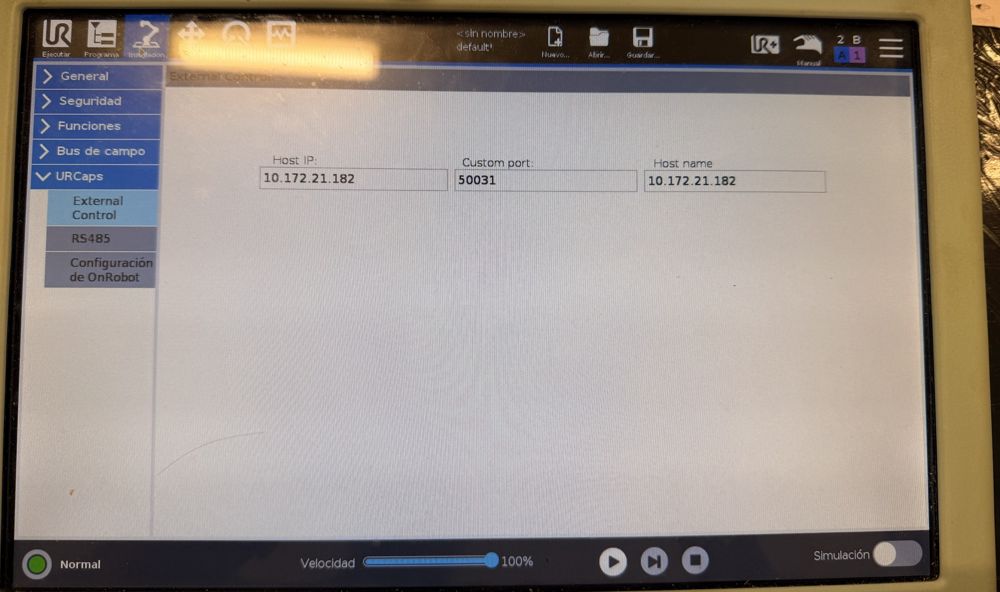 UR
Ejecutar
Programa
Instalación
<sin nombre>
default*
Nuevo...
Abrir...
Guardar...
UR+
Manual
2 B
A 1
General
Seguridad
Funciones
Bus de campo
URCaps
External
Control
RS485
Configuración
de OnRobot
External Control
Host IP:
10.172.21.182
Custom port:
50031
Host name
10.172.21.182
Normal
Velocidad
100%
Simulación